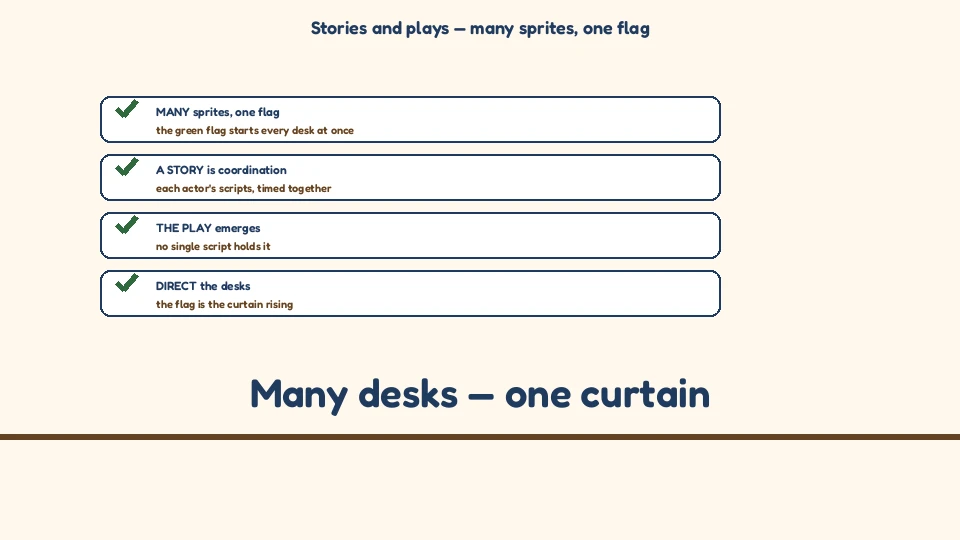 Stories and plays — many sprites, one flag
MANY sprites, one flag
the green flag starts every desk at once
A STORY is coordination
each actor's scripts, timed together
THE PLAY emerges
no single script holds it
DIRECT the desks
the flag is the curtain rising
Many desks — one curtain